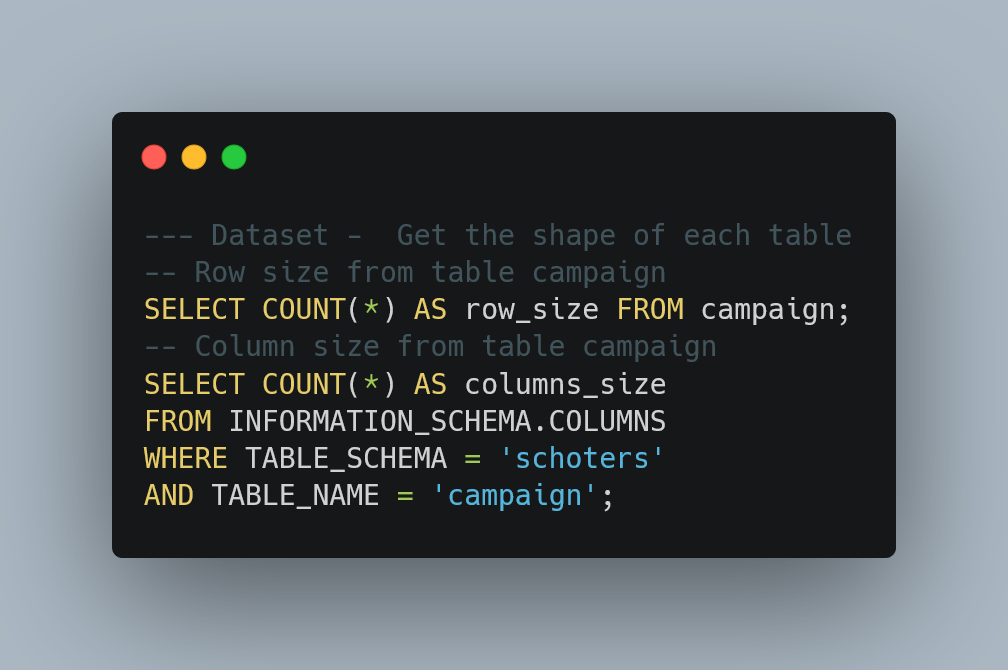 --- Dataset -  Get the shape of each table
-- Row size from table campaign
SELECT COUNT(*) AS row_size FROM campaign;
-- Column size from table campaign
SELECT COUNT(*) AS columns_size
FROM INFORMATION_SCHEMA.COLUMNS
WHERE TABLE_SCHEMA = 'schoters'
AND TABLE_NAME = 'campaign';